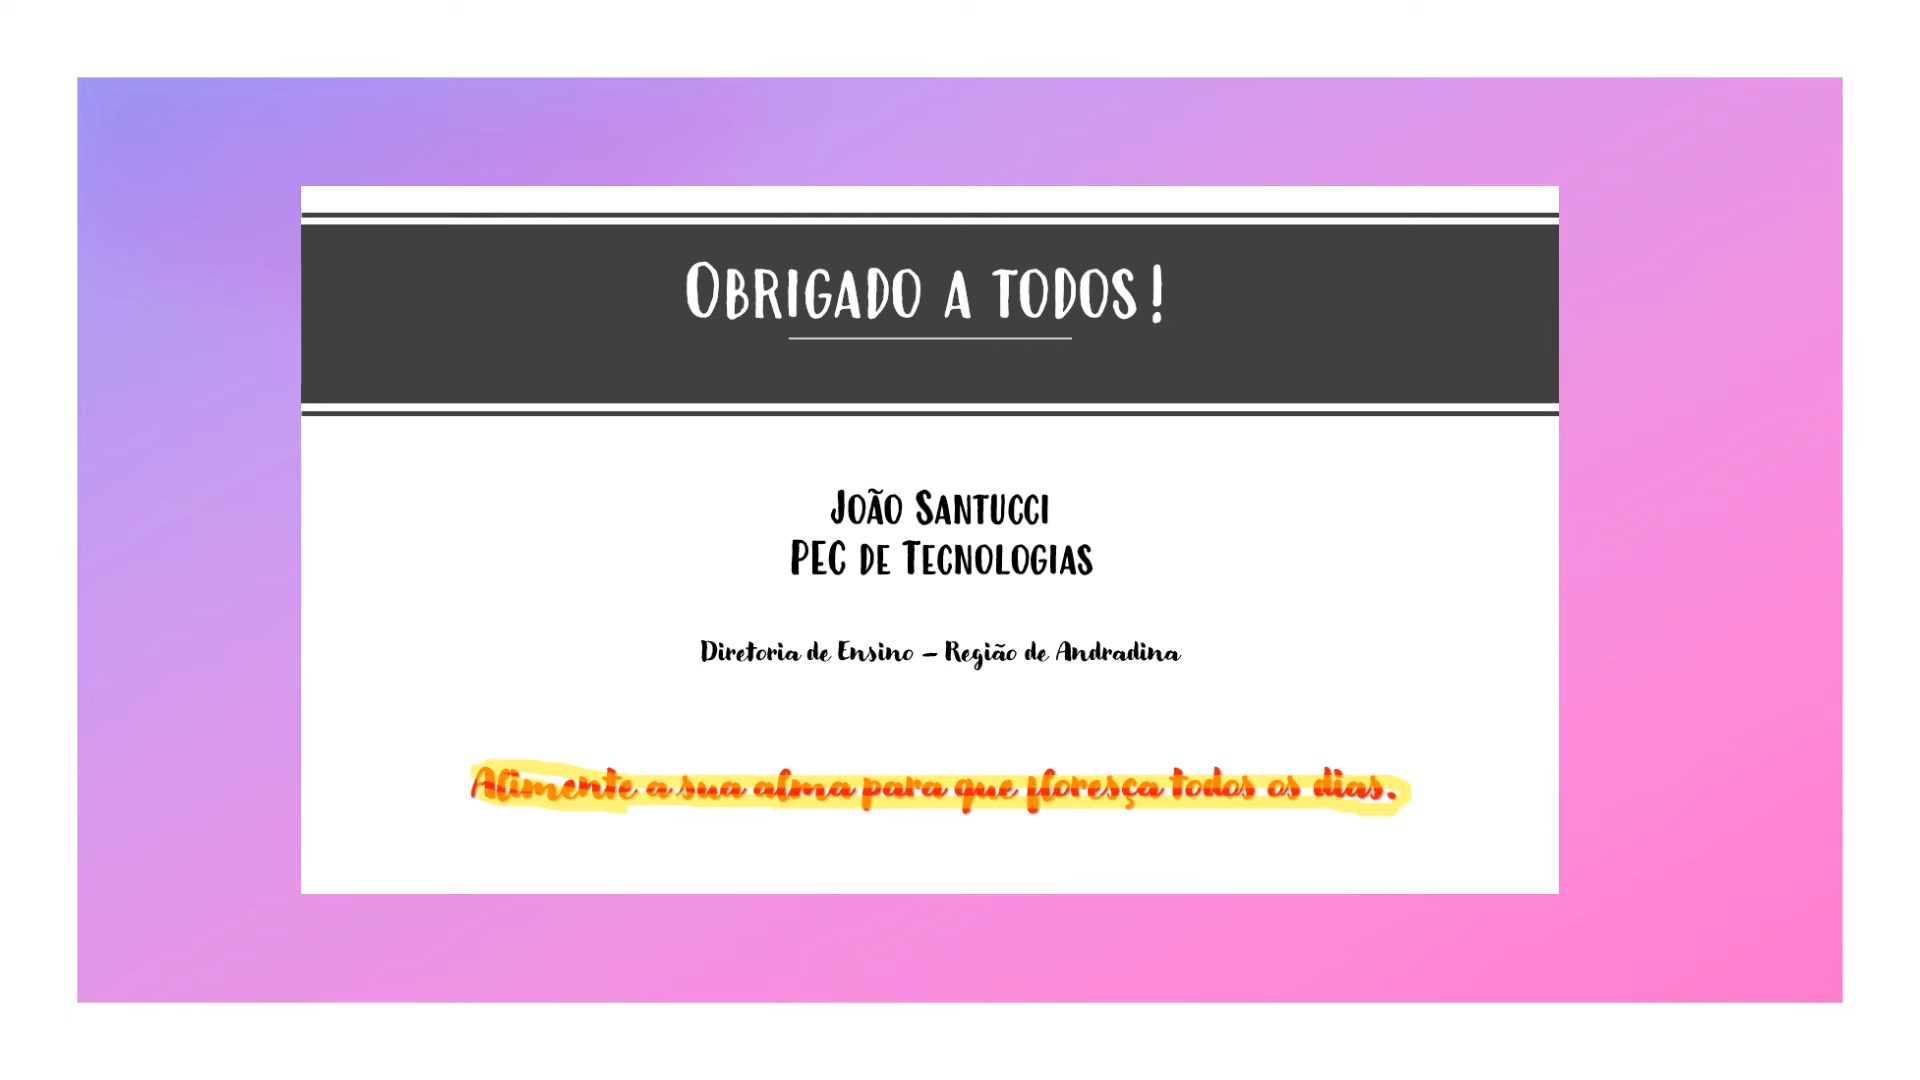 OBRIGADO A TODOS!
JOÃO SANTUCCI
PEC DE TECNOLOGIAS
Diretoria de Ensino – Região de Andradina
Alimente a sua alma para que floresça todos os dias.